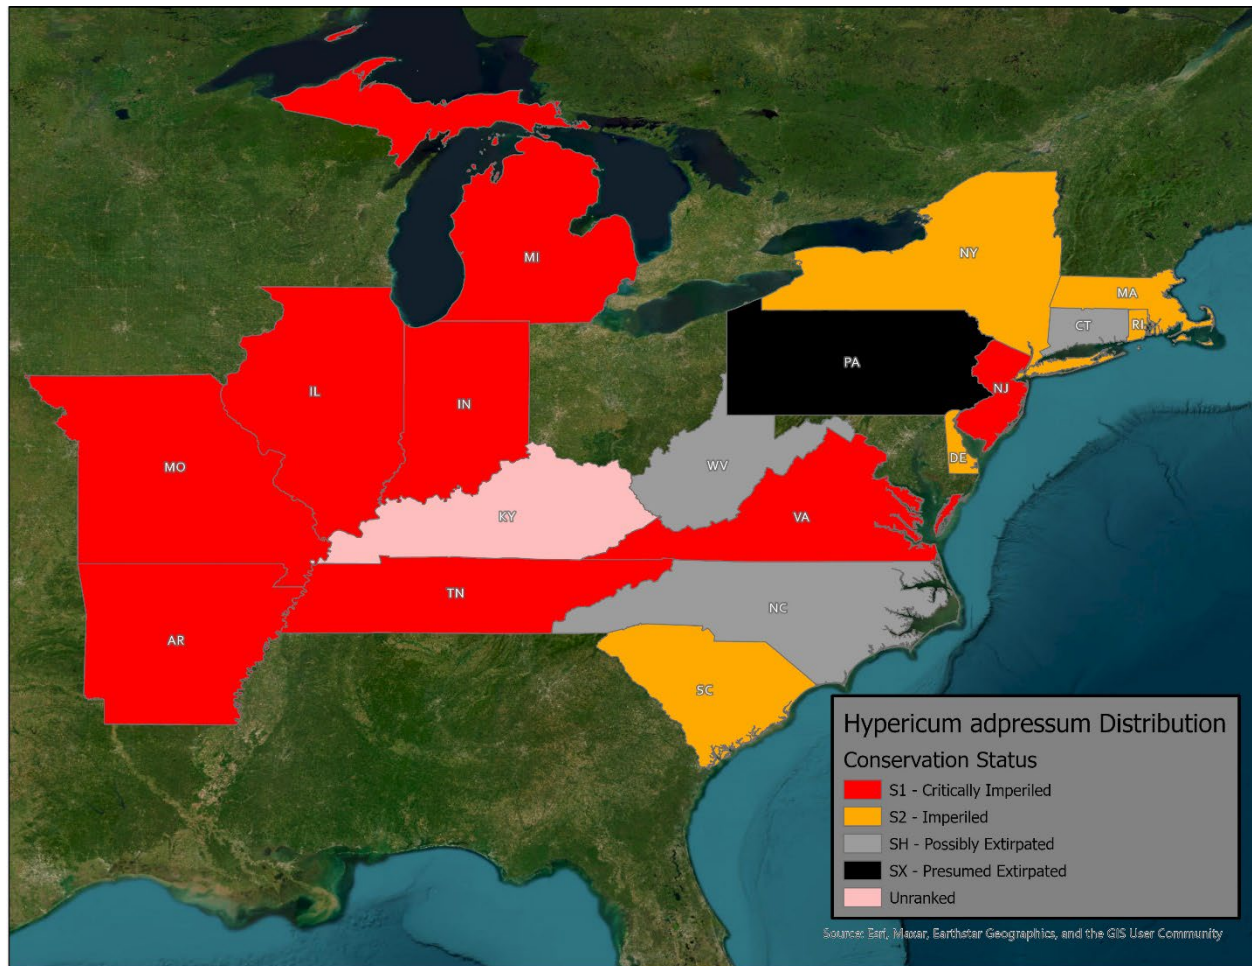 MI
NY
MA
CT
RI
PA
NJ
IL
IN
MO
WV
DE
KY
VA
TN
NC
AR
SC
Hypericum adpressum Distribution
Conservation Status
S1 - Critically Imperiled
S2 - Imperiled
SH - Possibly Extirpated
SX - Presumed Extirpated
Unranked
Source: Esri, Maxar, Earthstar Geographics, and the GIS User Community